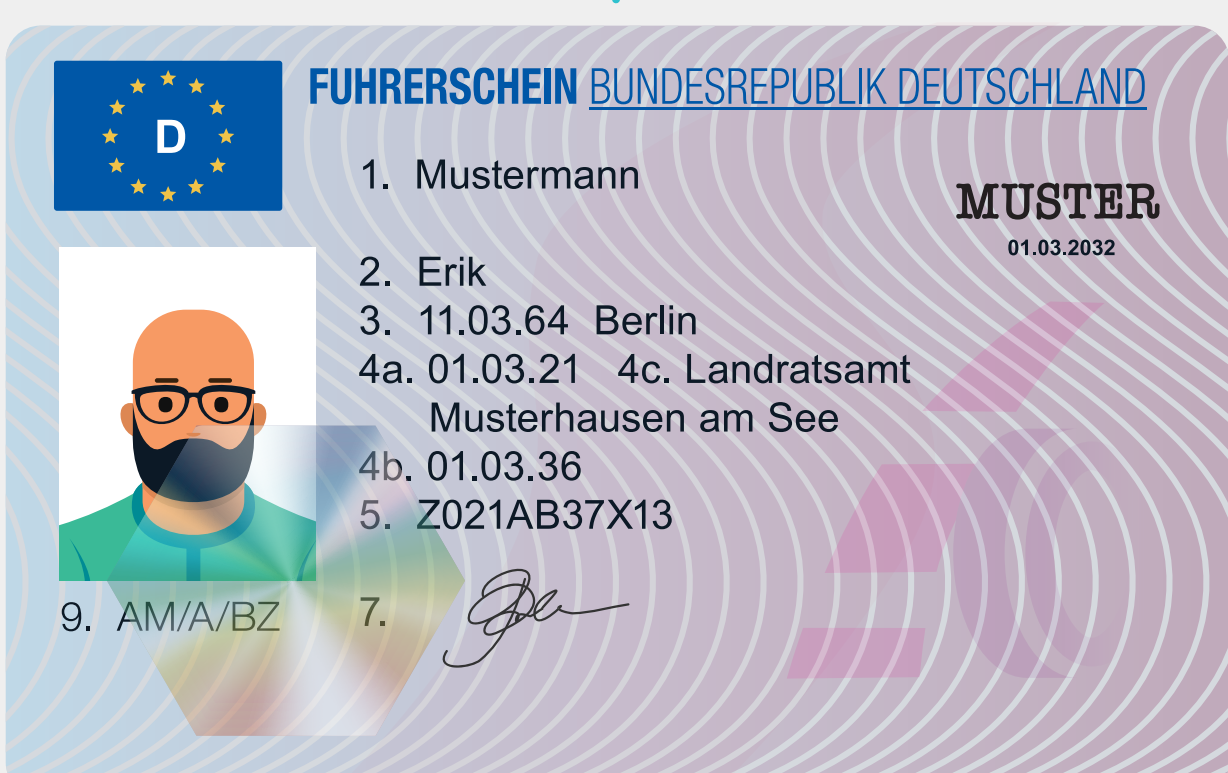 D
FUHRERSCHEIN BUNDESREPUBLIK DEUTSCHLAND
1. Mustermann
MUSTER
01.03.2032
2. Erik
3. 11.03.64 Berlin
4a. 01.03.21 4c. Landratsamt
Musterhausen am See
4b. 01.03.36
5. Z021AB37X13
9. AM/A/BZ 7.